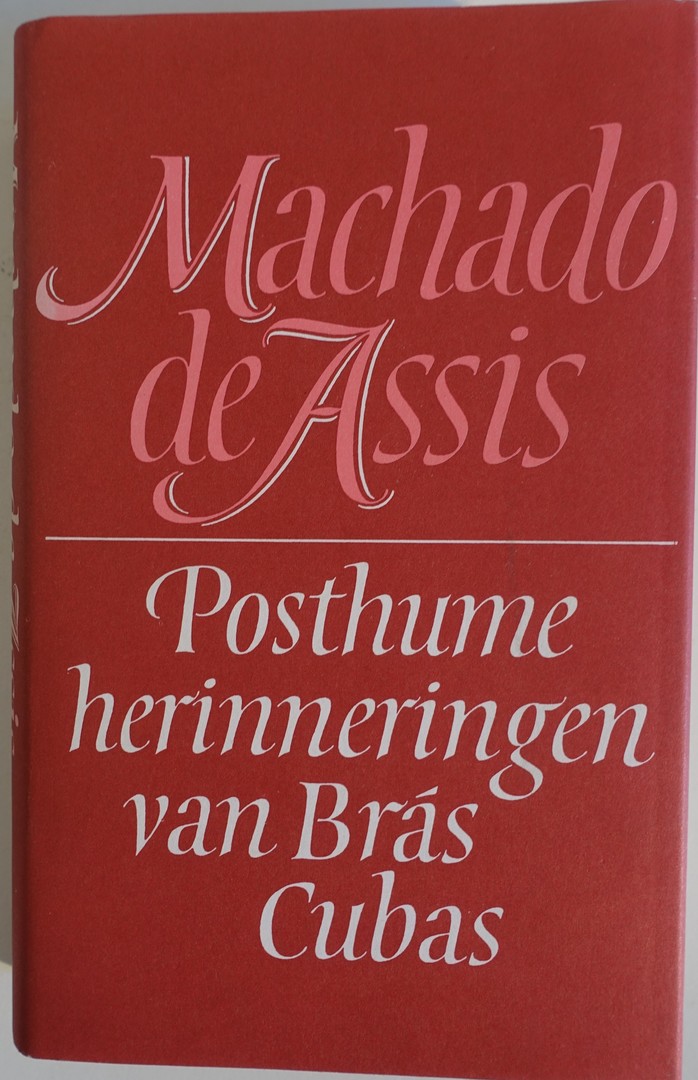 Machado
de Assis
Posthume
herinneringen
van Brás
Cubas